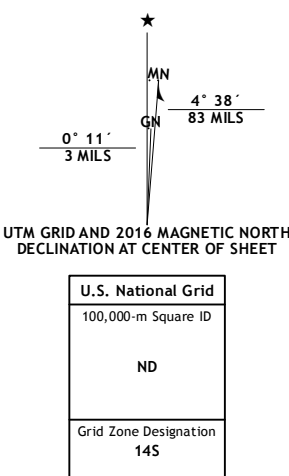 MN
4° 38´
83 MILS
GN
0° 11´
3 MILS
UTM GRID AND 2016 MAGNETIC NORTH
DECLINATION AT CENTER OF SHEET
U.S. National Grid
100,000-m Square ID
ND
Grid Zone Designation
14S